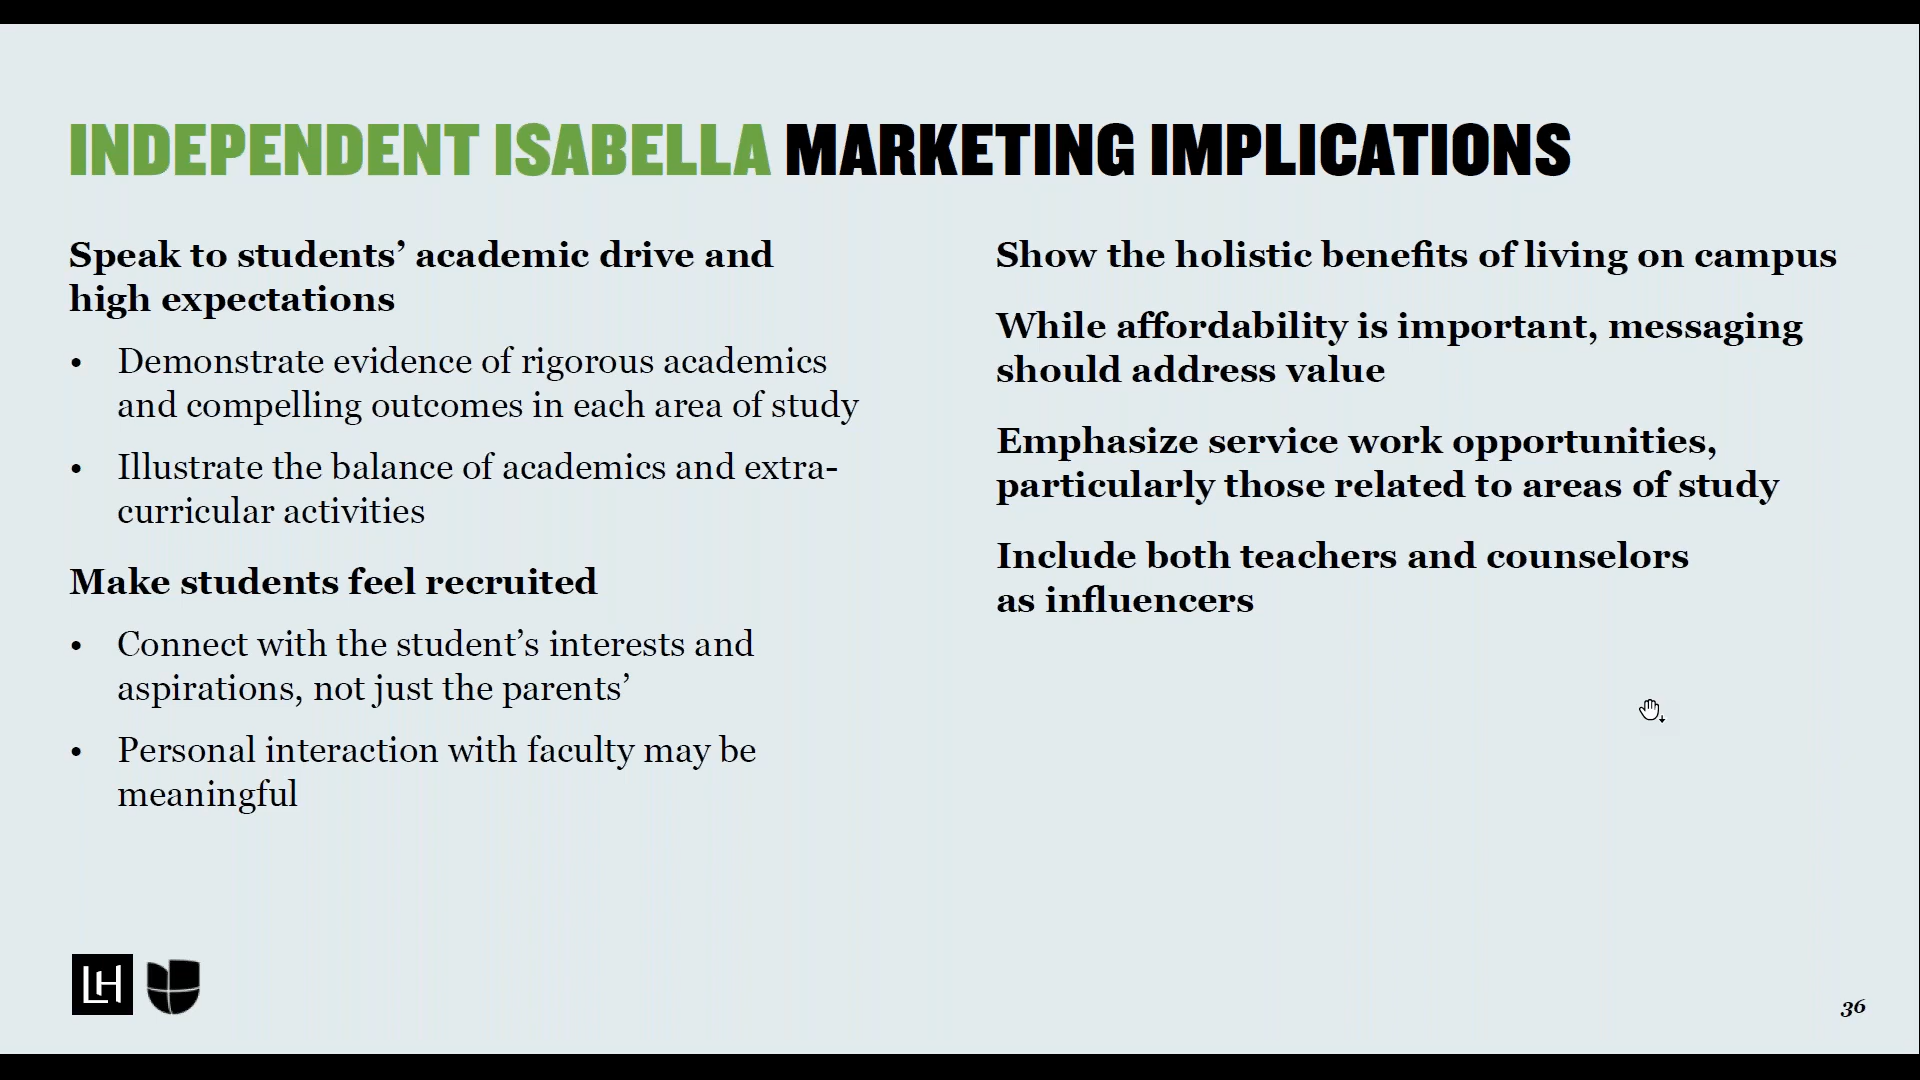 INDEPENDENT ISABELLA MARKETING IMPLICATIONS
Speak to students’ academic drive and
high expectations
• Demonstrate evidence of rigorous academics
and compelling outcomes in each area of study
• Illustrate the balance of academics and extra-
curricular activities
Make students feel recruited
• Connect with the student’s interests and
aspirations, not just the parents’
• Personal interaction with faculty may be
meaningful
Show the holistic benefits of living on campus
While affordability is important, messaging
should address value
Emphasize service work opportunities,
particularly those related to areas of study
Include both teachers and counselors
as influencers
LH
36